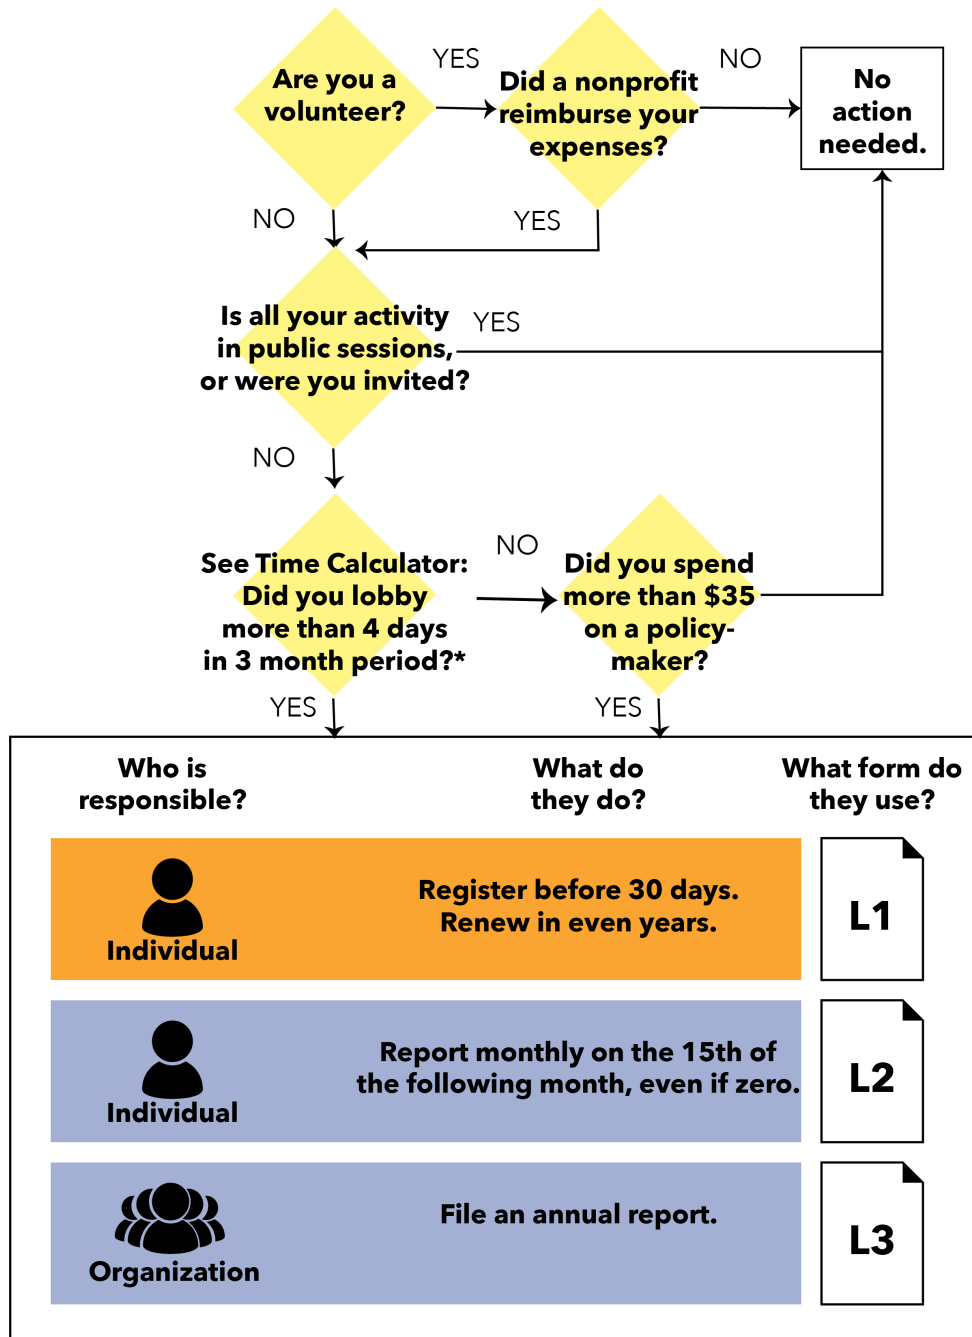 Are you a
volunteer?
YES
Did a nonprofit
reimburse your
expenses?
NO
No
action
needed.
NO
YES
Is all your activity
in public sessions,
or were you invited?
YES
NO
See Time Calculator:
Did you lobby
more than 4 days
in 3 month period?*
NO
Did you spend
more than $35
on a policy-
maker?
YES
YES
Who is
responsible?
What do
they do?
What form do
they use?
Individual
Register before 30 days.
Renew in even years.
L1
Individual
Report monthly on the 15th of
the following month, even if zero.
L2
Organization
File an annual report.
L3